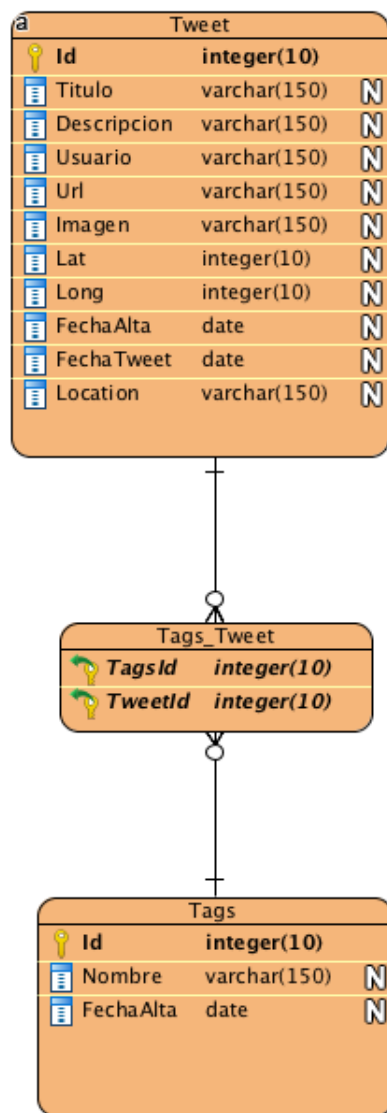 a
Tweet
Id integer(10)
Titulo varchar(150) N
Descripcion varchar(150) N
Usuario varchar(150) N
Url varchar(150) N
Imagen varchar(150) N
Lat integer(10) N
Long integer(10) N
FechaAlta date N
FechaTweet date N
Location varchar(150) N
Tags_Tweet
TagsId integer(10)
TweetId integer(10)
Tags
Id integer(10)
Nombre varchar(150) N
FechaAlta date N